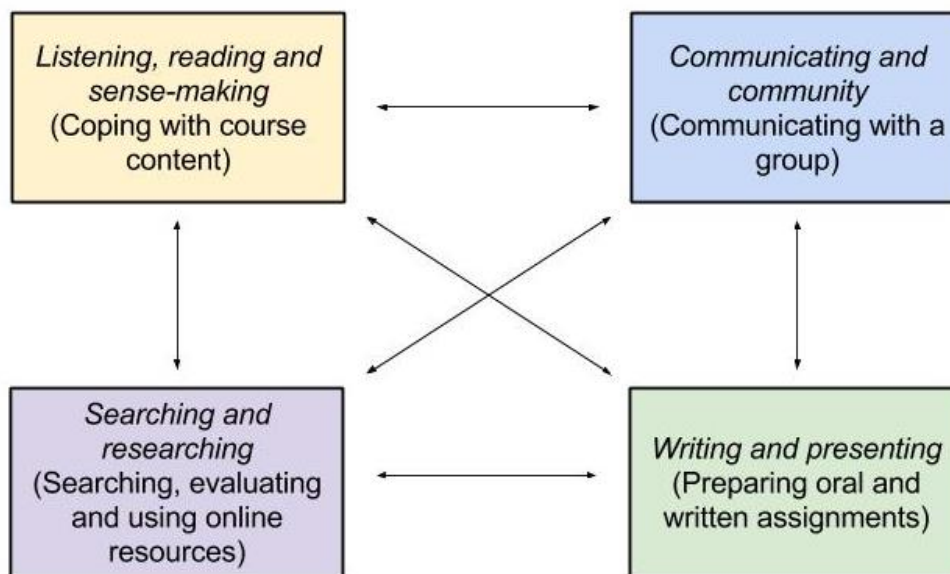 Listening, reading and
sense-making
(Coping with course
content)
Communicating and
community
(Communicating with a
group)
Searching and
researching
(Searching, evaluating
and using online
resources)
Writing and presenting
(Preparing oral and
written assignments)